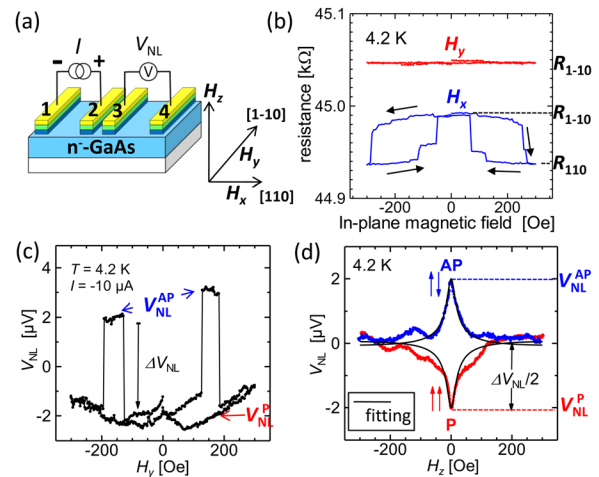 (a)
I
V_NL
- + V
1 2 3 4
n⁻-GaAs
H_z
[1-10]
H_y
H_x [110]
(b)
45.1
45.0
44.9
resistance [kΩ]
4.2 K
H_y
H_x
R_1-10
R_1-10
R_110
-200 0 200
In-plane magnetic field [Oe]
(c)
T = 4.2 K
I = -10 μA
V_NL^AP
ΔV_NL
V_NL^P
4
2
0
-2
V_NL [μV]
-200 0 200
H_y [Oe]
(d)
4.2 K
AP
V_NL^AP
2
0
-2
V_NL [μV]
ΔV_NL/2
fitting
P
V_NL^P
-200 0 200
H_z [Oe]